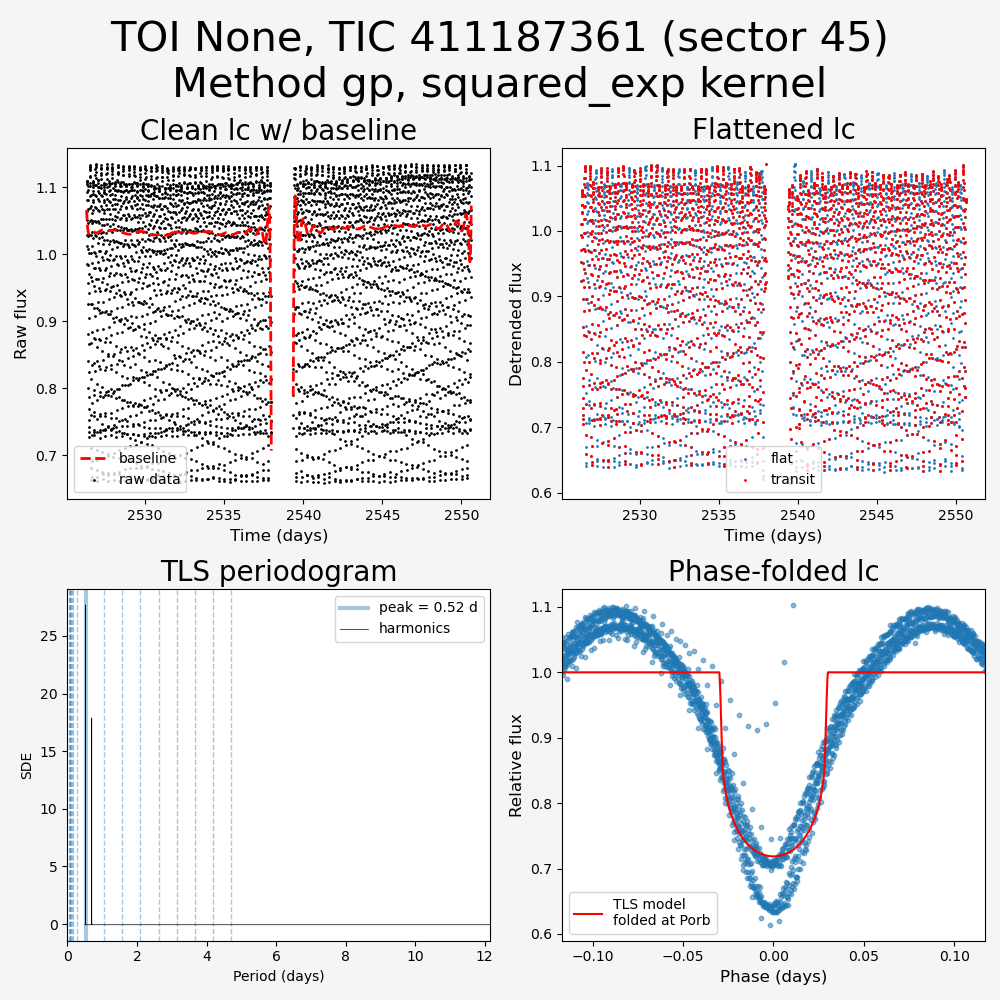 TOI None, TIC 411187361 (sector 45)
Method gp, squared_exp kernel
Clean lc w/ baseline
Raw flux
1.1
1.0
0.9
0.8
0.7
baseline
raw data
2530 2535 2540 2545 2550
Time (days)
Flattened lc
Detrended flux
1.1
1.0
0.9
0.8
0.7
0.6
flat
transit
2530 2535 2540 2545 2550
Time (days)
TLS periodogram
SDE
25
20
15
10
5
0
peak = 0.52 d
harmonics
0 2 4 6 8 10 12
Period (days)
Phase-folded lc
Relative flux
1.1
1.0
0.9
0.8
0.7
0.6
TLS model
folded at Porb
−0.10 −0.05 0.00 0.05 0.10
Phase (days)